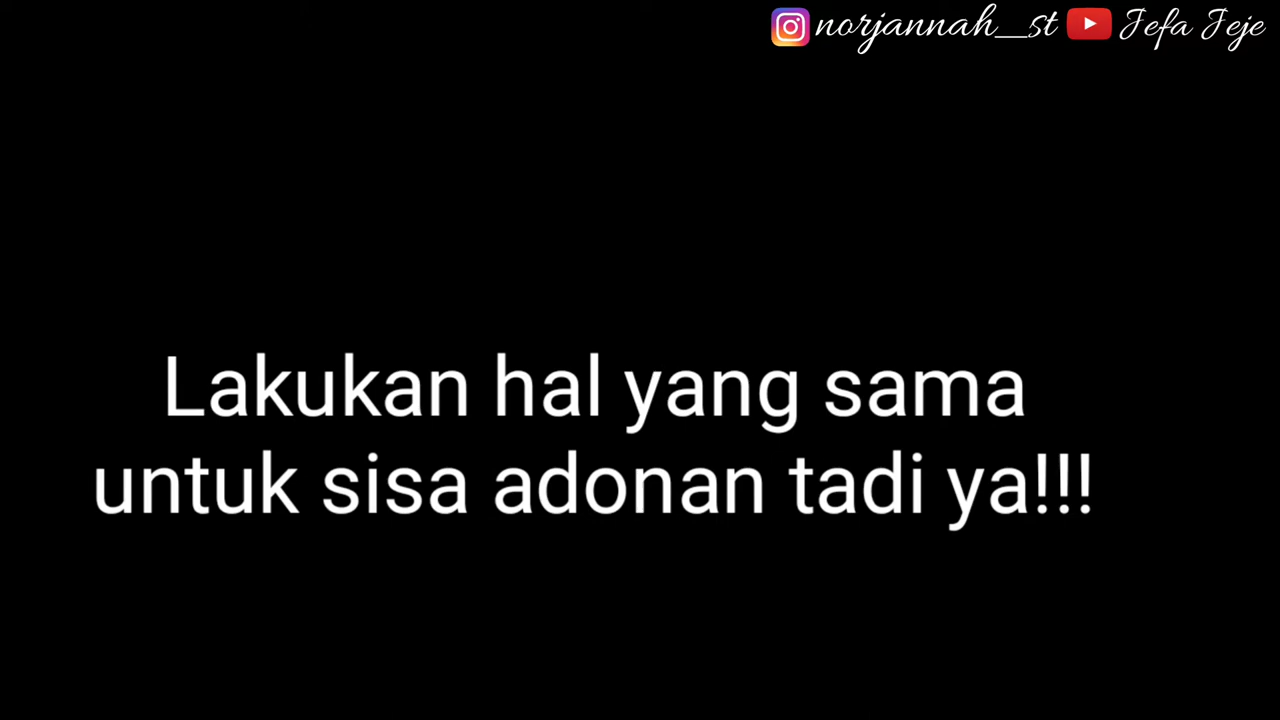 norjannah_st Jefa Jeje
Lakukan hal yang sama
untuk sisa adonan tadi ya!!!